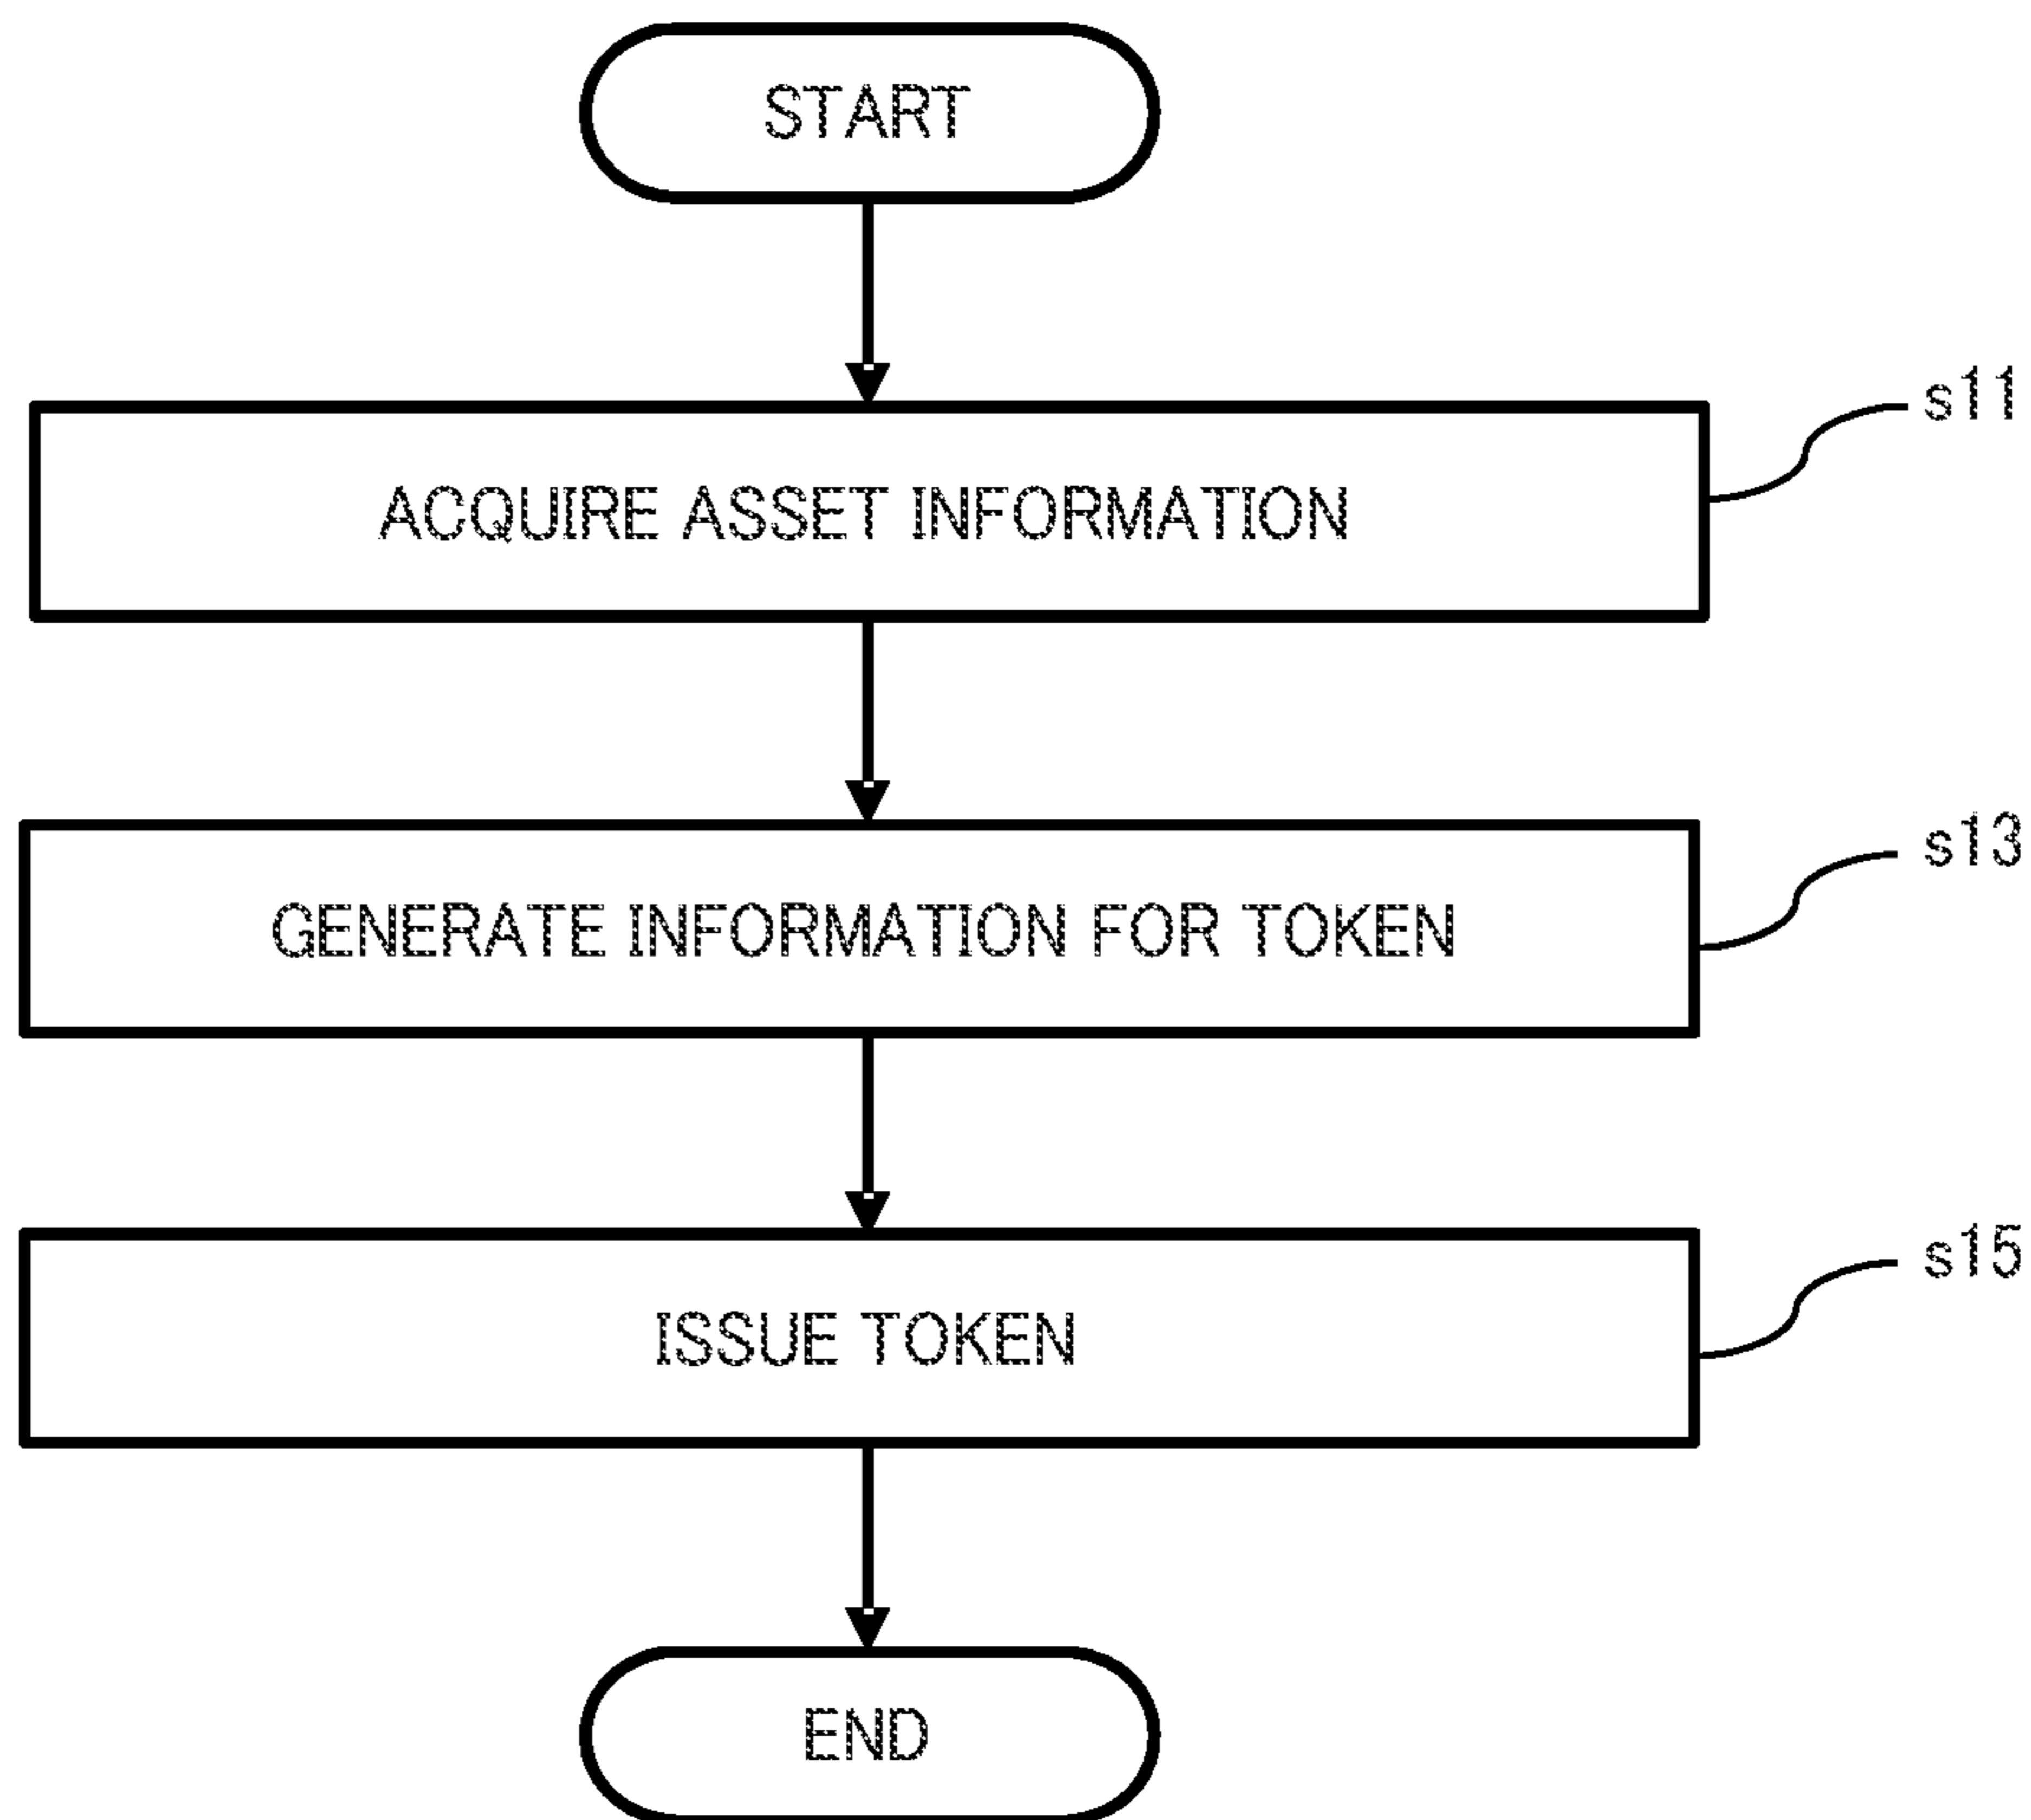 START
s11
ACQUIRE ASSET INFORMATION
s13
GENERATE INFORMATION FOR TOKEN
s15
ISSUE TOKEN
END